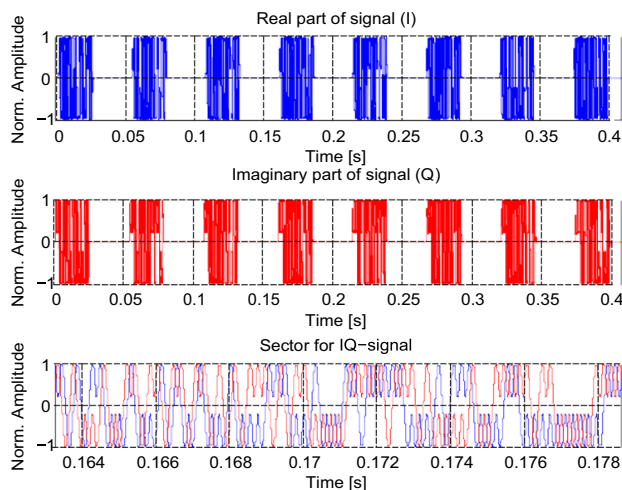 Real part of signal (I)
Norm. Amplitude
1
0
−1
0 0.05 0.1 0.15 0.2 0.25 0.3 0.35 0.4
Time [s]
Imaginary part of signal (Q)
Norm. Amplitude
1
0
−1
0 0.05 0.1 0.15 0.2 0.25 0.3 0.35 0.4
Time [s]
Sector for IQ−signal
Norm. Amplitude
1
0
−1
0.164 0.166 0.168 0.17 0.172 0.174 0.176 0.178
Time [s]